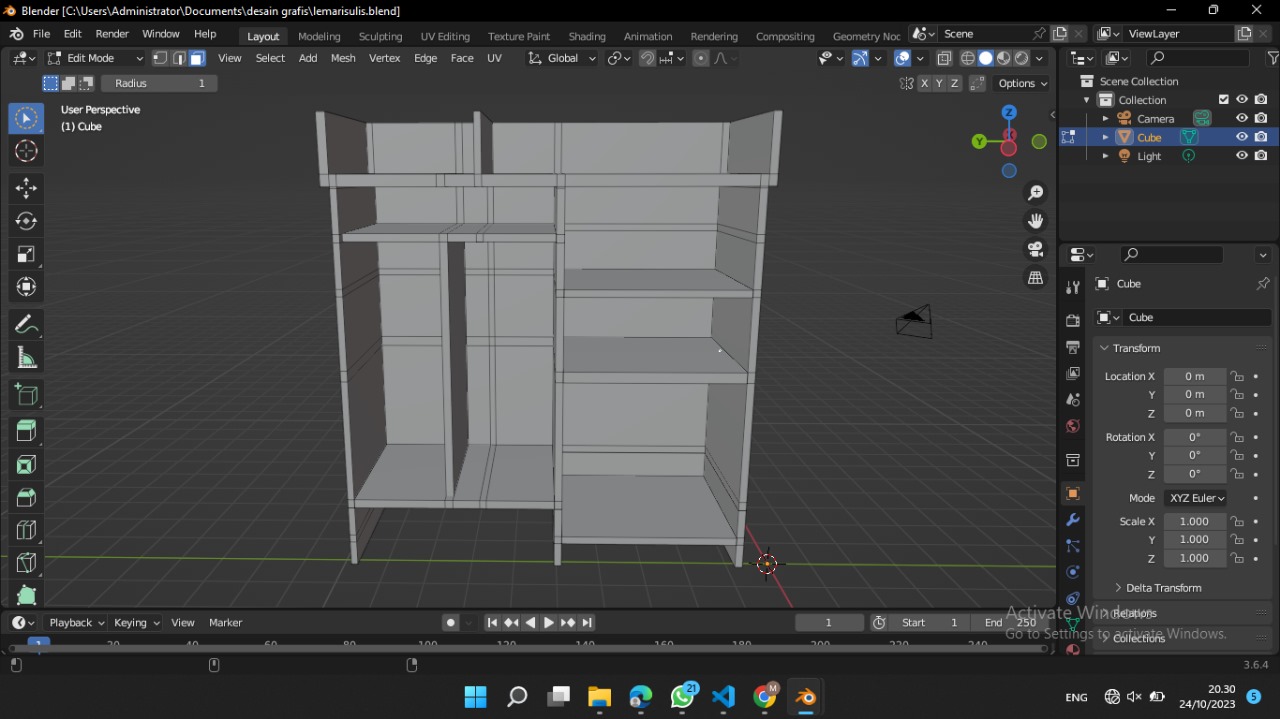 Blender [C:\Users\Administrator\Documents\desain grafis\lemarisulis.blend]
File Edit Render Window Help Layout Modeling Sculpting UV Editing Texture Paint Shading Animation Rendering Compositing Geometry Noc Scene ViewLayer
Edit Mode View Select Add Mesh Vertex Edge Face UV Global
Radius 1 X Y Z Options
User Perspective
(1) Cube
Z
Y
Scene Collection
Collection
Camera
Cube
Light
Cube
Cube
Transform
Location X 0 m
Y 0 m
Z 0 m
Rotation X 0°
Y 0°
Z 0°
Mode XYZ Euler
Scale X 1.000
Y 1.000
Z 1.000
Delta Transform
Relations
Collections
Activate Windows
Go to Settings to activate Windows.
Playback Keying View Marker 1 Start 1 End 250
1 20 40 60 80 100 120 140 160 180 200 220 240
3.6.4
21
M
ENG
20.30
24/10/2023
5